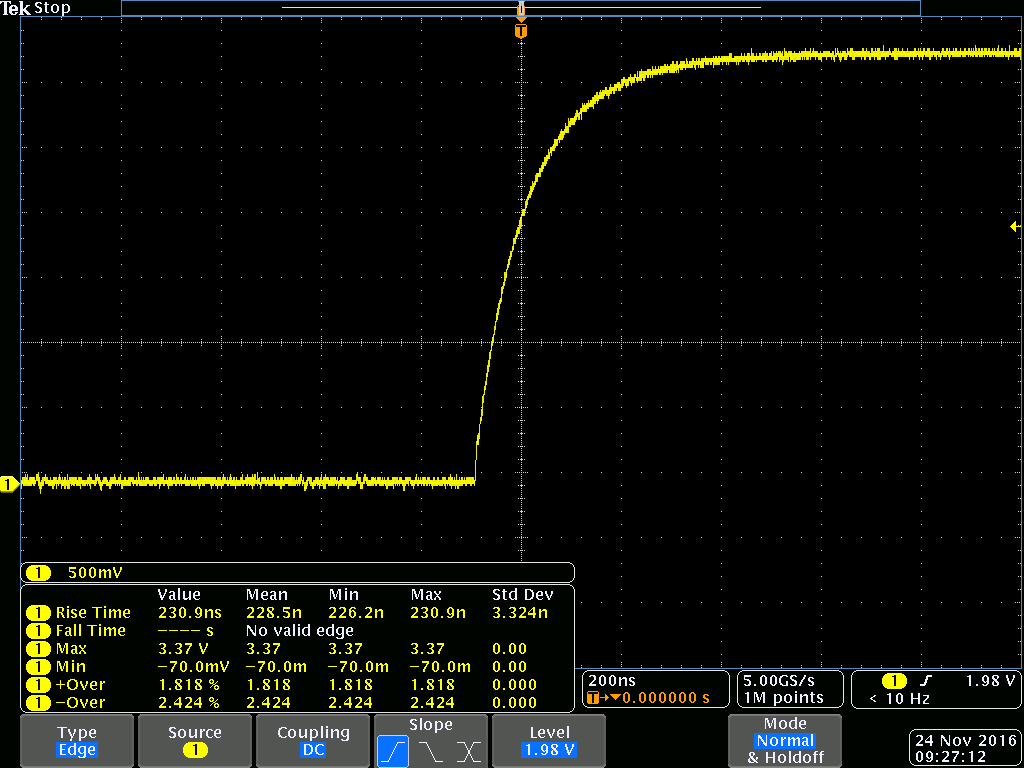 Tek Stop
T
T
1
1 500mV
Value Mean Min Max Std Dev
1 Rise Time 230.9ns 228.5n 226.2n 230.9n 3.324n
1 Fall Time ---- s No valid edge
1 Max 3.37 V 3.37 3.37 3.37 0.00
1 Min −70.0mV −70.0m −70.0m −70.0m 0.00
1 +Over 1.818 % 1.818 1.818 1.818 0.000
1 −Over 2.424 % 2.424 2.424 2.424 0.000
200ns
T→▼0.000000 s
5.00GS/s
1M points
1 1.98 V
< 10 Hz
Type
Edge
Source
1
Coupling
DC
Slope
Level
1.98 V
Mode
Normal
& Holdoff
24 Nov 2016
09:27:12